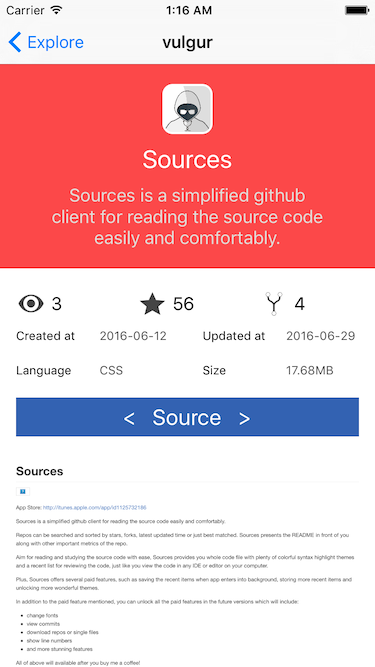 Carrier 1:16 AM
Explore vulgur
Sources
Sources is a simplified github
client for reading the source code
easily and comfortably.
3 56 4
Created at 2016-06-12 Updated at 2016-06-29
Language CSS Size 17.68MB
< Source >
Sources
App Store: http://itunes.apple.com/app/id1125732186
Sources is a simplified github client for reading the source code easily and comfortably.
Repos can be searched and sorted by stars, forks, latest updated time or just best matched. Sources presents the README in front of you
along with other important metrics of the repo.
Aim for reading and studying the source code with ease, Sources provides you whole code file with plenty of colorful syntax highlight themes
and a recent list for reviewing the code, just like you view the code in any IDE or editor on your computer.
Plus, Sources offers several paid features, such as saving the recent items when app enters into background, storing more recent items and
unlocking more wonderful themes.
In addition to the paid feature mentioned, you can unlock all the paid features in the future versions which will include:
• change fonts
• view commits
• download repos or single files
• show line numbers
• and more stunning features
All of above will available after you buy me a coffee!